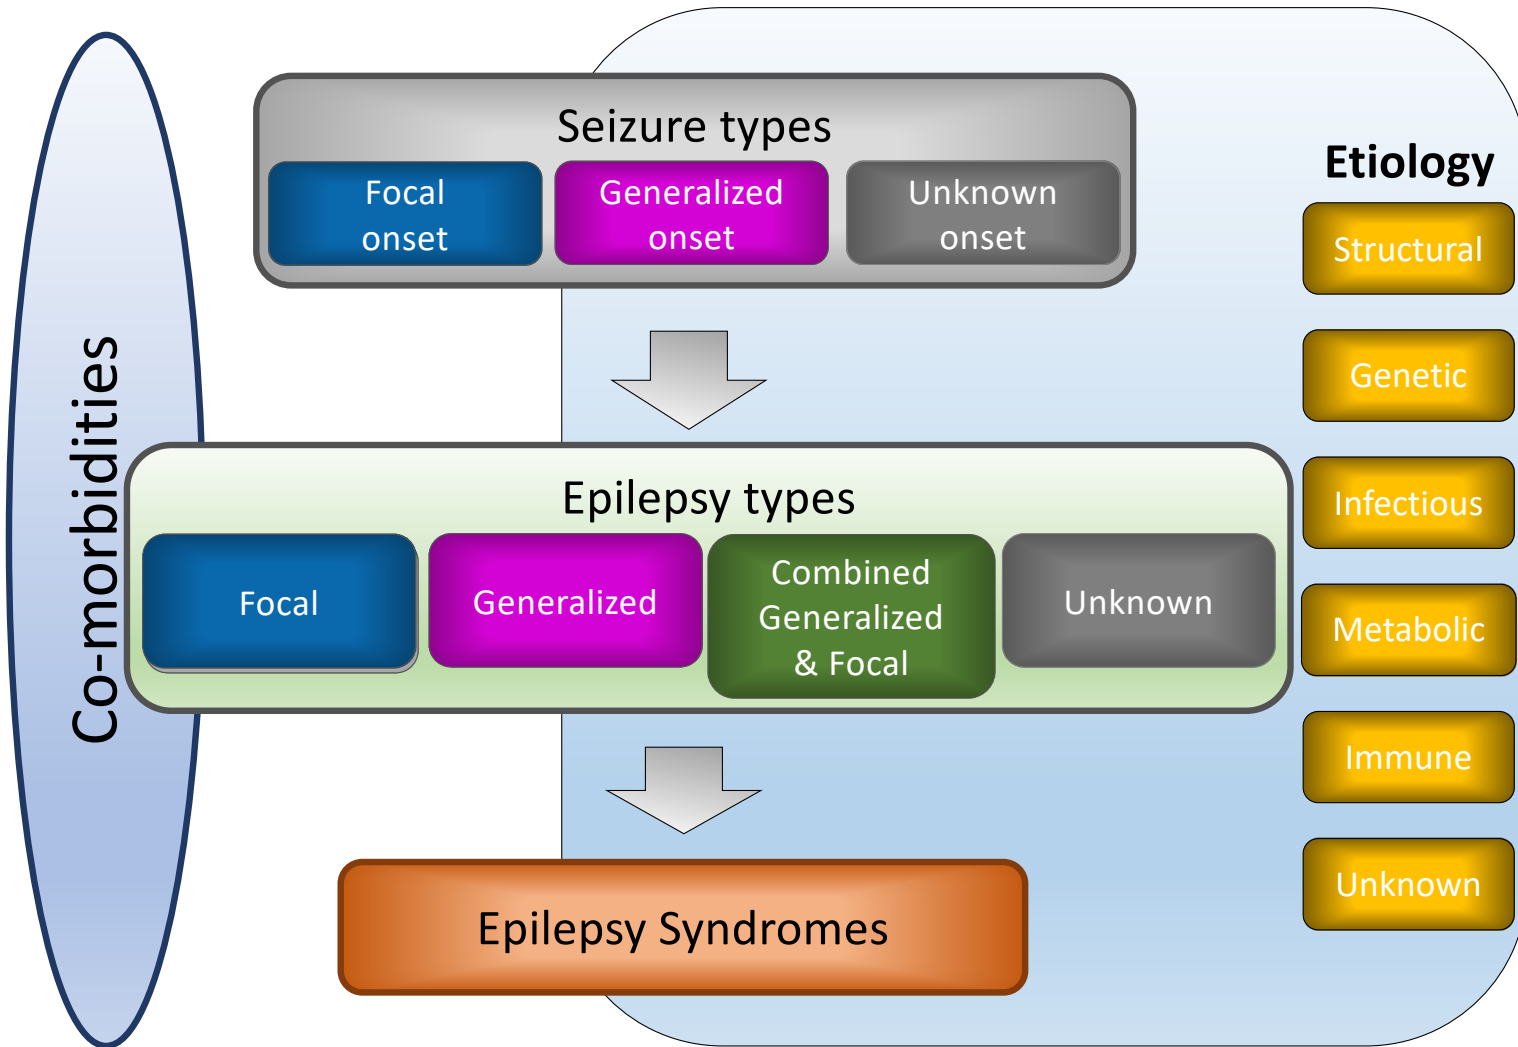 Co-morbidities
Seizure types
Focal
onset
Generalized
onset
Unknown
onset
Epilepsy types
Focal
Generalized
Combined
Generalized
& Focal
Unknown
Epilepsy Syndromes
Etiology
Structural
Genetic
Infectious
Metabolic
Immune
Unknown